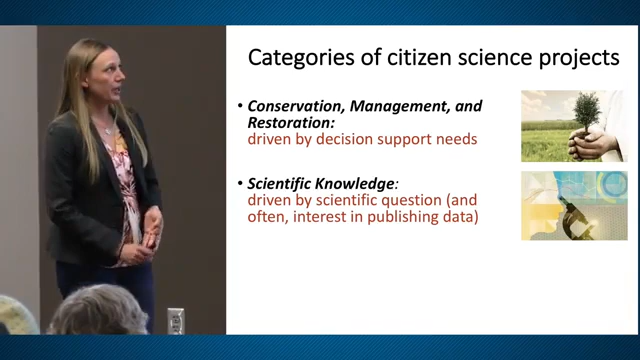 Categories of citizen science projects
• Conservation, Management, and
Restoration:
driven by decision support needs
• Scientific Knowledge:
driven by scientific question (and
often, interest in publishing data)